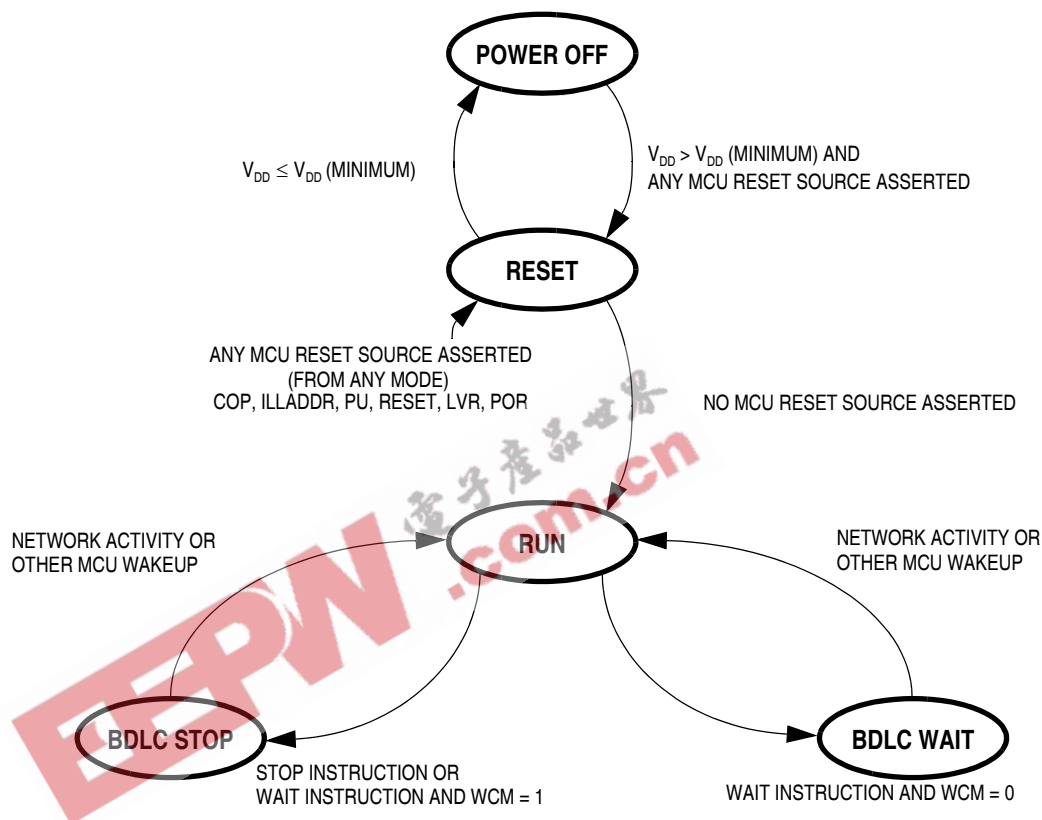 POWER OFF
V_DD ≤ V_DD (MINIMUM)
V_DD > V_DD (MINIMUM) AND
ANY MCU RESET SOURCE ASSERTED
RESET
ANY MCU RESET SOURCE ASSERTED
(FROM ANY MODE)
COP, ILLADDR, PU, RESET, LVR, POR
NO MCU RESET SOURCE ASSERTED
電子產品世界
EEPW.com.cn
RUN
NETWORK ACTIVITY OR
OTHER MCU WAKEUP
NETWORK ACTIVITY OR
OTHER MCU WAKEUP
BDLC STOP
BDLC WAIT
STOP INSTRUCTION OR
WAIT INSTRUCTION AND WCM = 1
WAIT INSTRUCTION AND WCM = 0